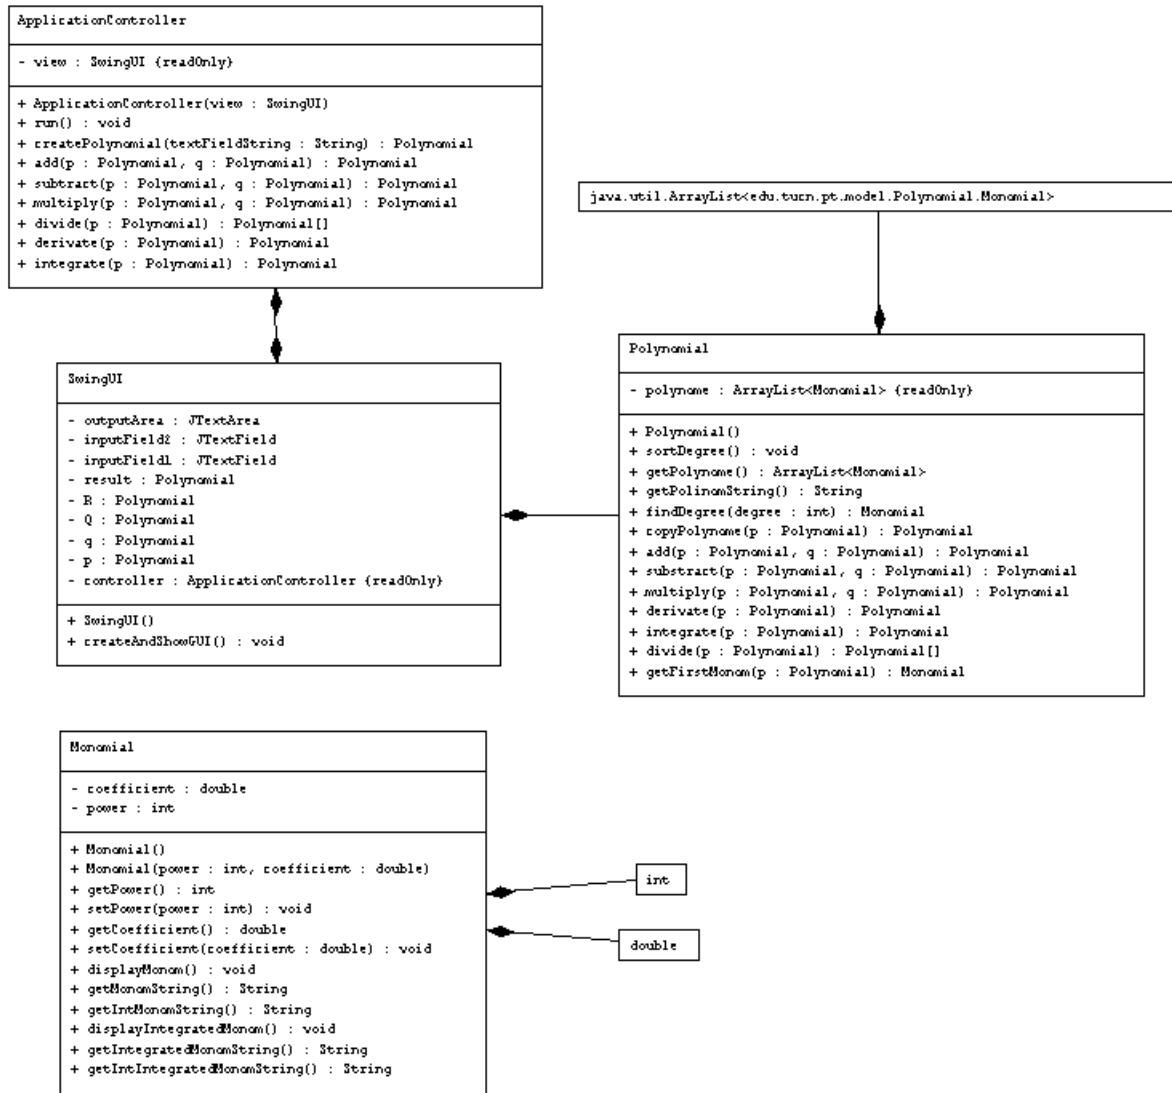 ApplicationController
- view : SwingUI {readOnly}
+ ApplicationController(view : SwingUI)
+ run() : void
+ createPolynomial(textFieldString : String) : Polynomial
+ add(p : Polynomial, q : Polynomial) : Polynomial
+ subtract(p : Polynomial, q : Polynomial) : Polynomial
+ multiply(p : Polynomial, q : Polynomial) : Polynomial
+ divide(p : Polynomial) : Polynomial[]
+ derivate(p : Polynomial) : Polynomial
+ integrate(p : Polynomial) : Polynomial
java.util.ArrayList<edu.tucn.pt.model.Polynomial.Monomial>
SwingUI
- outputArea : JTextArea
- inputField2 : JTextField
- inputField1 : JTextField
- result : Polynomial
- R : Polynomial
- Q : Polynomial
- q : Polynomial
- p : Polynomial
- controller : ApplicationController {readOnly}
+ SwingUI()
+ createAndShowGUI() : void
Polynomial
- polynome : ArrayList<Monomial> {readOnly}
+ Polynomial()
+ sortDegree() : void
+ getPolynome() : ArrayList<Monomial>
+ getPolinomString() : String
+ findDegree(degree : int) : Monomial
+ copyPolynome(p : Polynomial) : Polynomial
+ add(p : Polynomial, q : Polynomial) : Polynomial
+ substract(p : Polynomial, q : Polynomial) : Polynomial
+ multiply(p : Polynomial, q : Polynomial) : Polynomial
+ derivate(p : Polynomial) : Polynomial
+ integrate(p : Polynomial) : Polynomial
+ divide(p : Polynomial) : Polynomial[]
+ getFirstMonom(p : Polynomial) : Monomial
Monomial
- coefficient : double
- power : int
+ Monomial()
+ Monomial(power : int, coefficient : double)
+ getPower() : int
+ setPower(power : int) : void
+ getCoefficient() : double
+ setCoefficient(coefficient : double) : void
+ displayMonom() : void
+ getMonomString() : String
+ getIntMonomString() : String
+ displayIntegratedMonom() : void
+ getIntegratedMonomString() : String
+ getIntIntegratedMonomString() : String
int
double